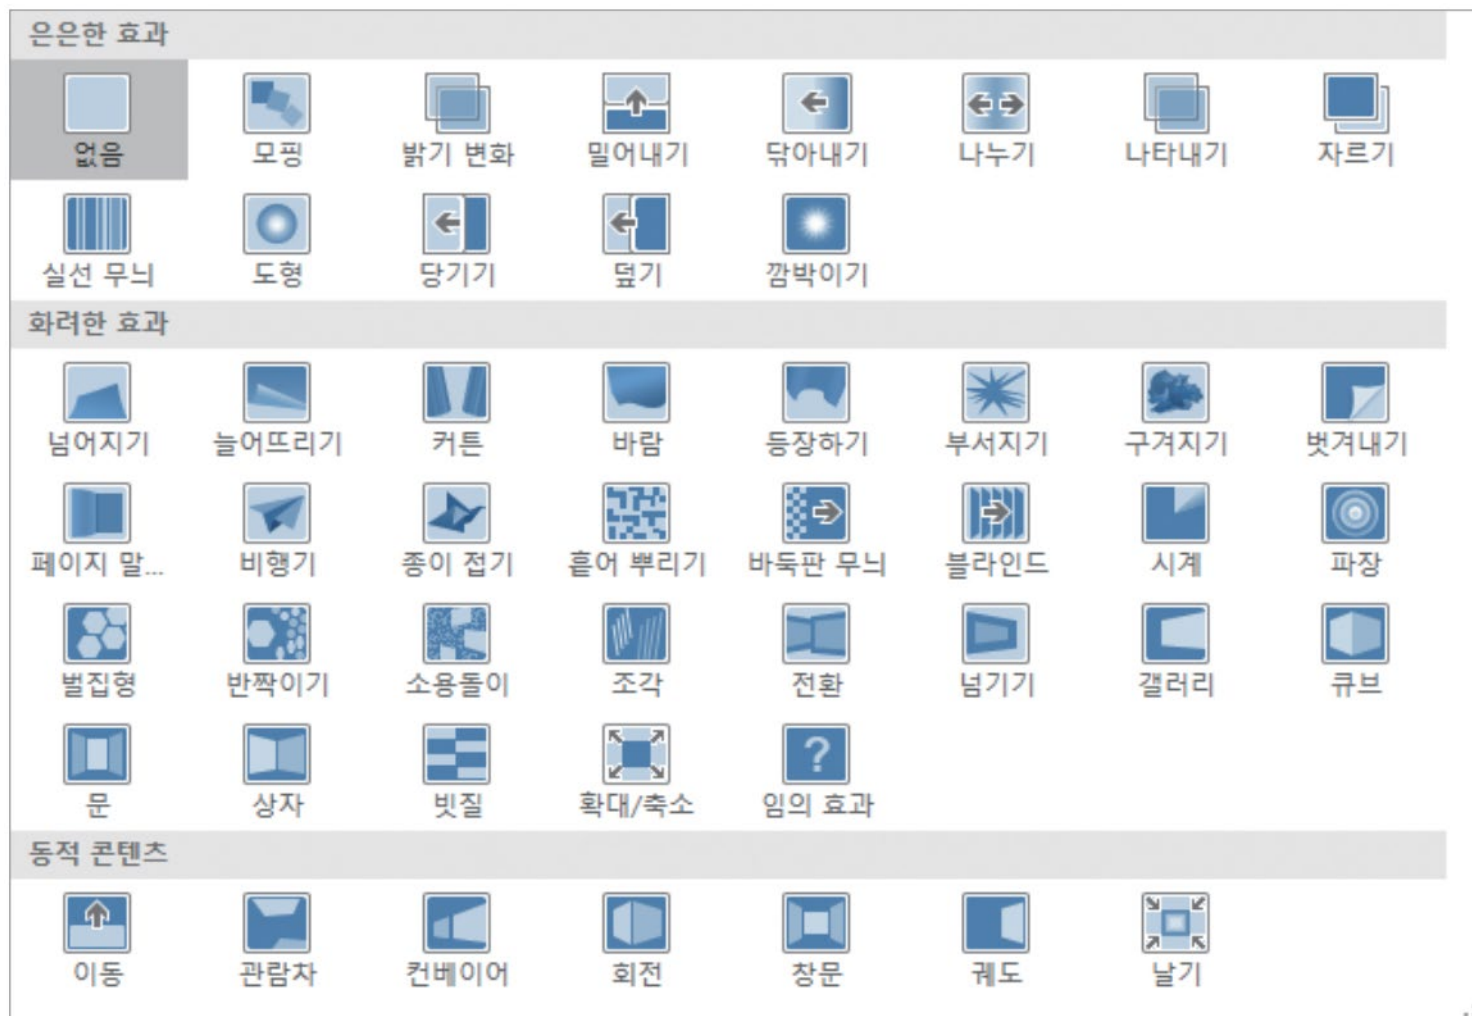 은은한 효과
없음 모핑 밝기 변화 밀어내기 닦아내기 나누기 나타내기 자르기
실선 무늬 도형 당기기 덮기 깜박이기
화려한 효과
넘어지기 늘어뜨리기 커튼 바람 등장하기 부서지기 구겨지기 벗겨내기
페이지 말... 비행기 종이 접기 흩어 뿌리기 바둑판 무늬 블라인드 시계 파장
벌집형 반짝이기 소용돌이 조각 전환 넘기기 갤러리 큐브
문 상자 빗질 확대/축소 임의 효과
동적 콘텐츠
이동 관람차 컨베이어 회전 창문 궤도 날기